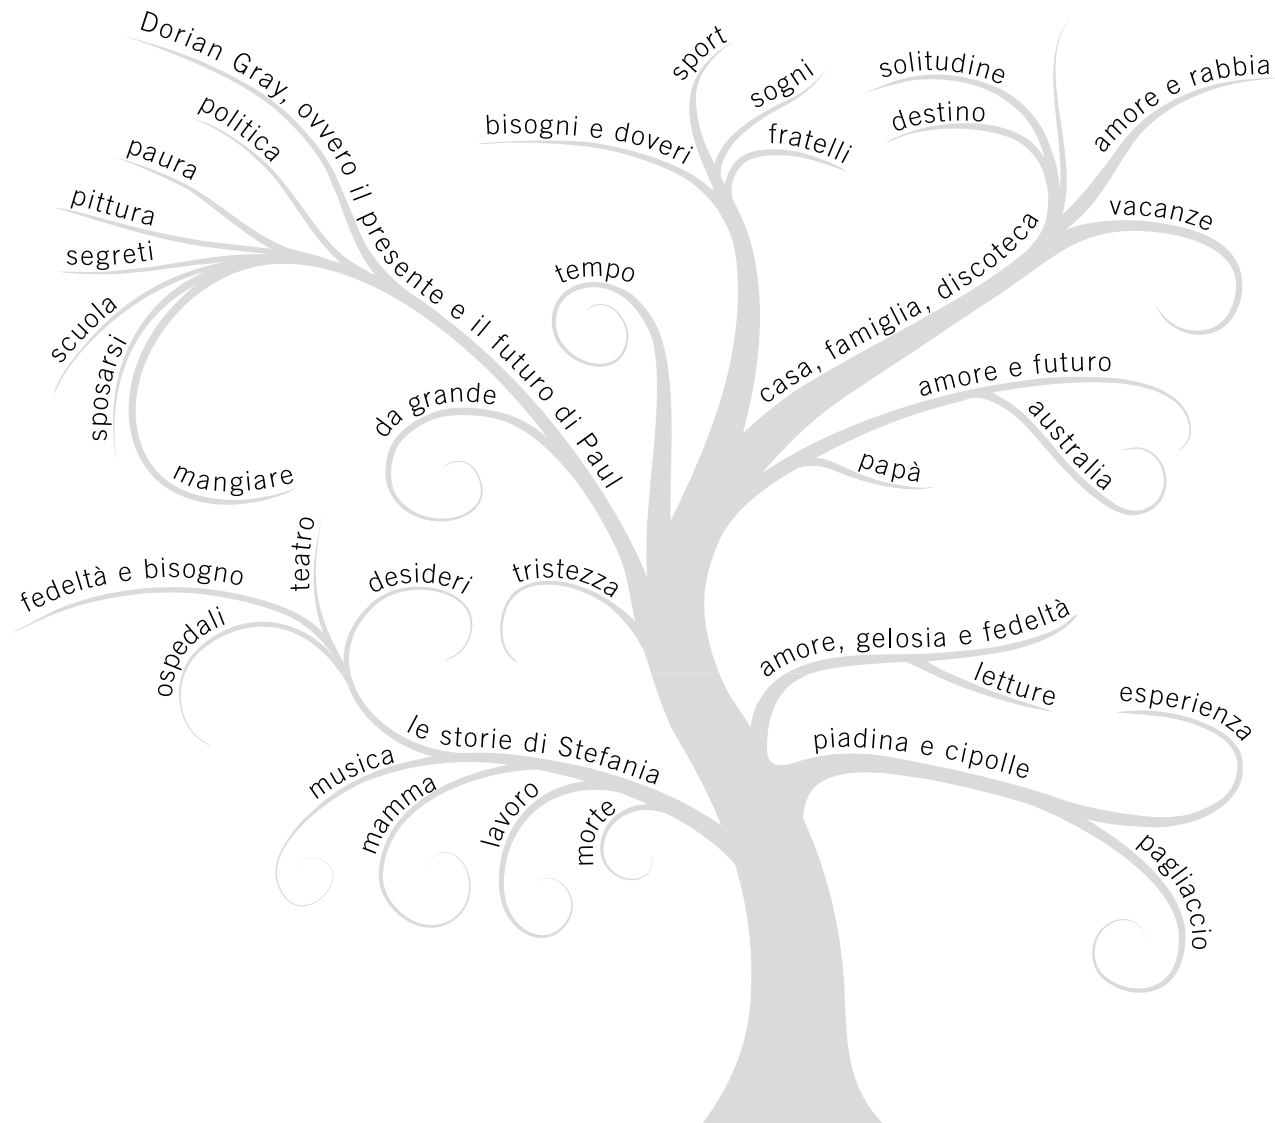 Dorian Gray, ovvero il presente e il futuro di Paul
politica
paura
pittura
segreti
scuola
sposarsi
mangiare
da grande
tempo
bisogni e doveri
sport
sogni
fratelli
solitudine
destino
amore e rabbia
vacanze
casa, famiglia, discoteca
amore e futuro
australia
papà
fedeltà e bisogno
teatro
desideri
tristezza
ospedali
le storie di Stefania
musica
mamma
lavoro
morte
amore, gelosia e fedeltà
letture
esperienza
piadina e cipolle
pagliaccio